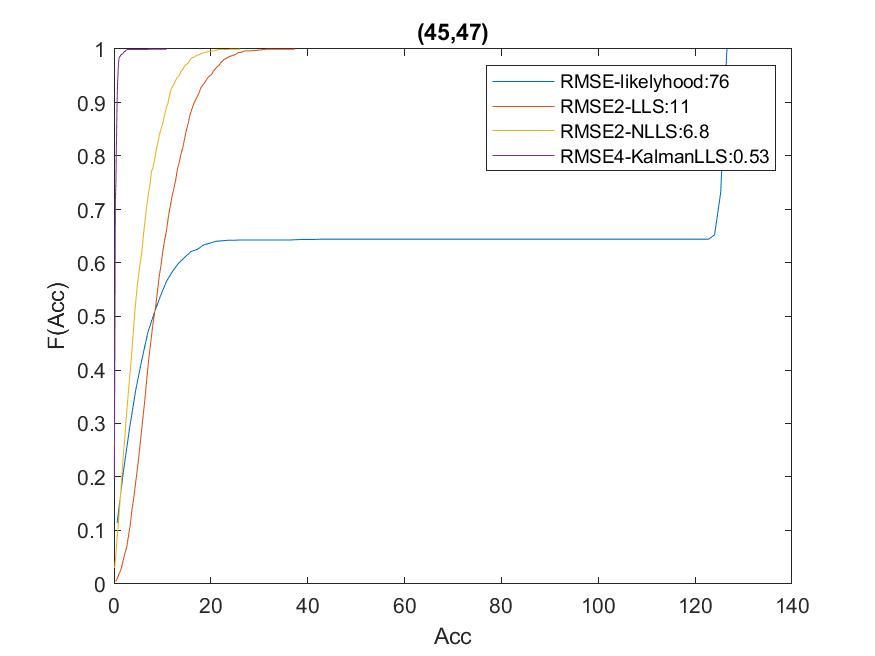 (45,47)
1
0.9
0.8
0.7
0.6
0.5
0.4
0.3
0.2
0.1
0
F(Acc)
RMSE-likelyhood:76
RMSE2-LLS:11
RMSE2-NLLS:6.8
RMSE4-KalmanLLS:0.53
0 20 40 60 80 100 120 140
Acc